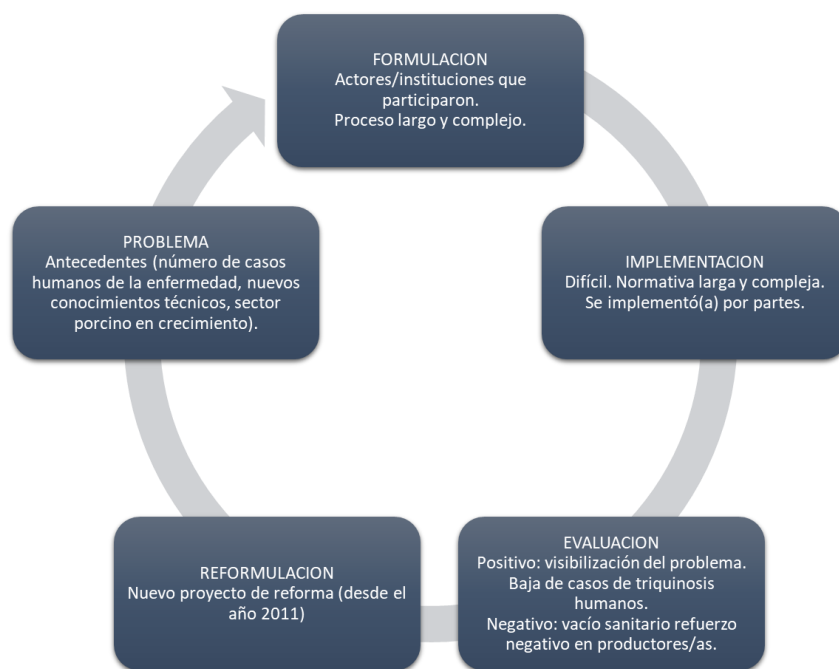 FORMULACION
Actores/instituciones que
participaron.
Proceso largo y complejo.
IMPLEMENTACION
Difícil. Normativa larga y compleja.
Se implementó(a) por partes.
EVALUACION
Positivo: visibilización del problema.
Baja de casos de triquinosis
humanos.
Negativo: vacío sanitario refuerzo
negativo en productores/as.
REFORMULACION
Nuevo proyecto de reforma (desde el
año 2011)
PROBLEMA
Antecedentes (número de casos
humanos de la enfermedad, nuevos
conocimientos técnicos, sector
porcino en crecimiento).